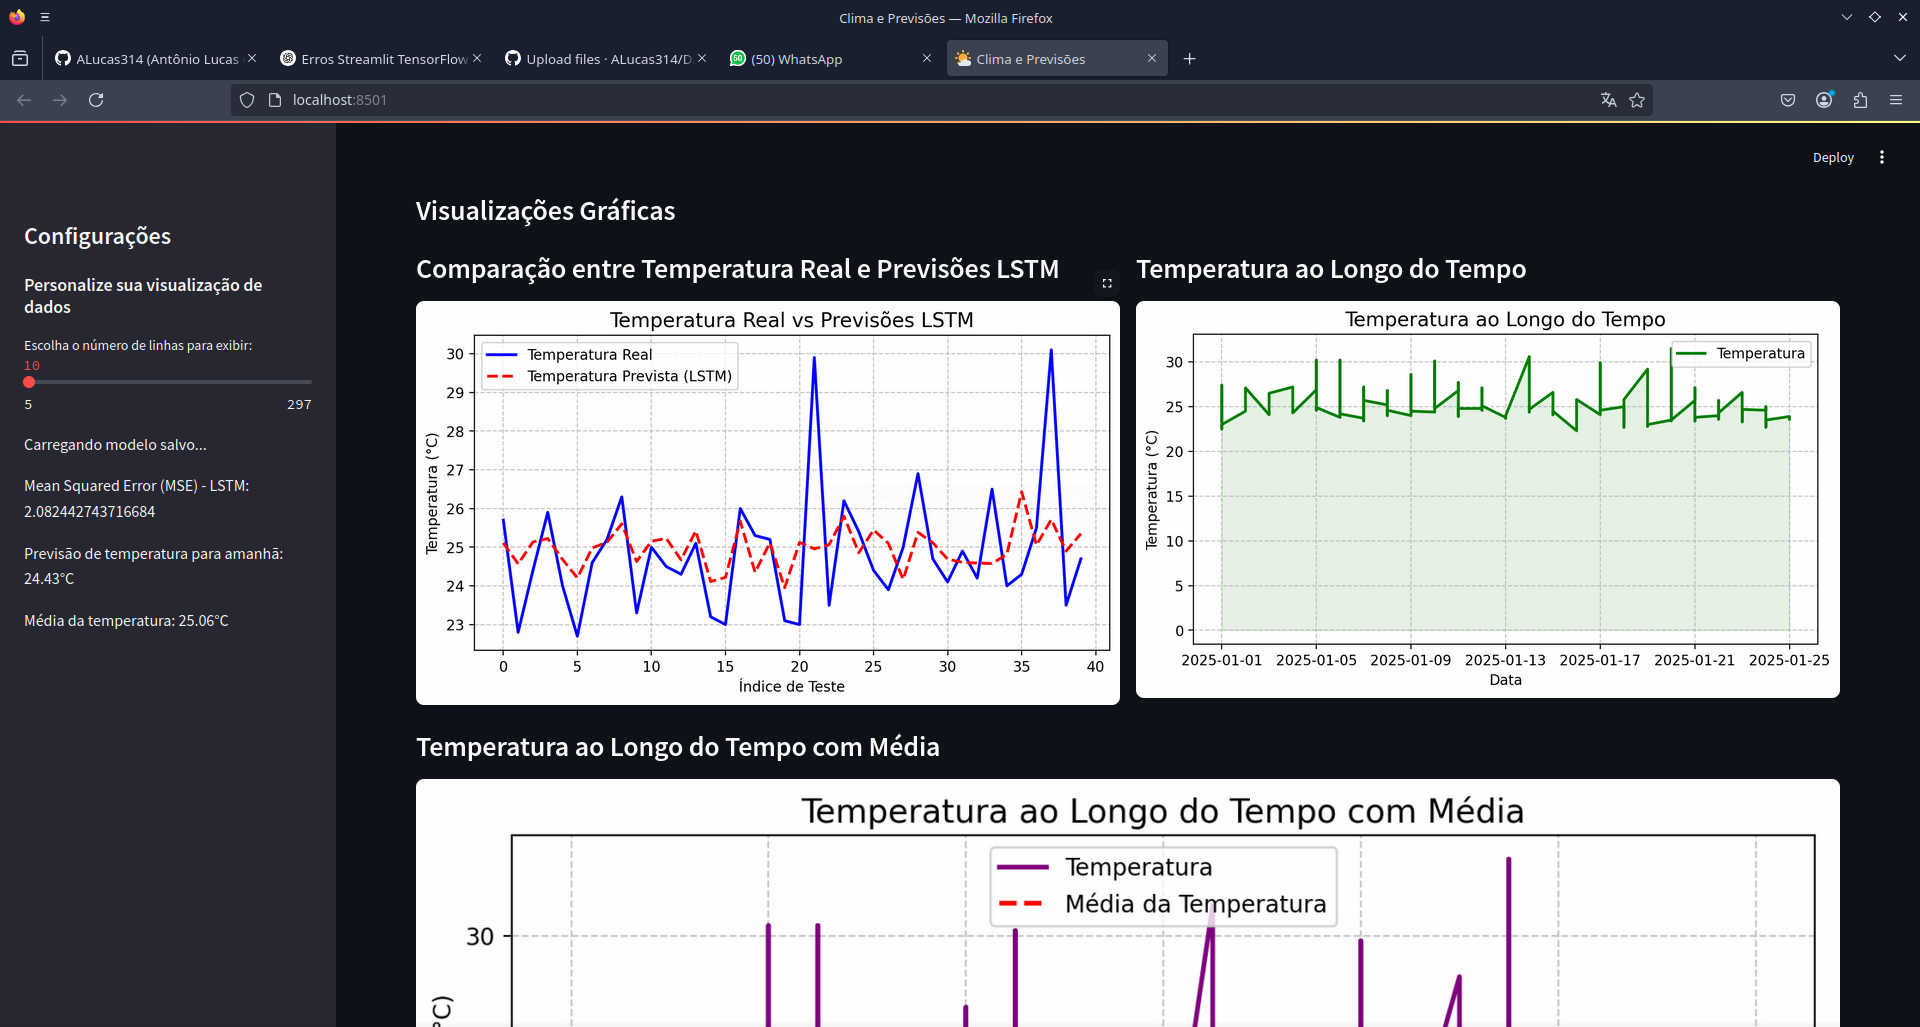 Clima e Previsões — Mozilla Firefox
ALucas314 (Antônio Lucas
Erros Streamlit TensorFlow
Upload files · ALucas314/D
(50) WhatsApp
Clima e Previsões
localhost:8501
Deploy
Configurações
Personalize sua visualização de
dados
Escolha o número de linhas para exibir:
10
5 297
Carregando modelo salvo...
Mean Squared Error (MSE) - LSTM:
2.082442743716684
Previsão de temperatura para amanhã:
24.43°C
Média da temperatura: 25.06°C
Visualizações Gráficas
Comparação entre Temperatura Real e Previsões LSTM
Temperatura Real vs Previsões LSTM
Temperatura Real
Temperatura Prevista (LSTM)
Temperatura (°C)
30
29
28
27
26
25
24
23
0 5 10 15 20 25 30 35 40
Índice de Teste
Temperatura ao Longo do Tempo
Temperatura ao Longo do Tempo
Temperatura
Temperatura (°C)
30
25
20
15
10
5
0
2025-01-01 2025-01-05 2025-01-09 2025-01-13 2025-01-17 2025-01-21 2025-01-25
Data
Temperatura ao Longo do Tempo com Média
Temperatura ao Longo do Tempo com Média
Temperatura
Média da Temperatura
30
°C)